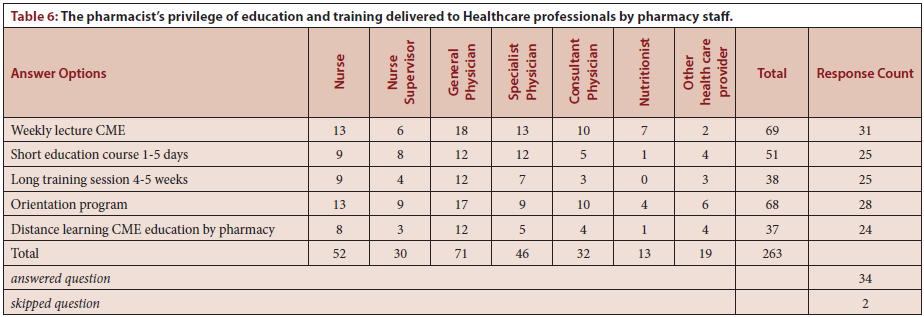 Table 6: The pharmacist's privilege of education and training delivered to Healthcare professionals by pharmacy staff.
Answer Options Nurse Nurse Supervisor General Physician Specialist Physician Consultant Physician Nutritionist Other health care provider Total Response Count
Weekly lecture CME 13 6 18 13 10 7 2 69 31
Short education course 1-5 days 9 8 12 12 5 1 4 51 25
Long training session 4-5 weeks 9 4 12 7 3 0 3 38 25
Orientation program 13 9 17 9 10 4 6 68 28
Distance learning CME education by pharmacy 8 3 12 5 4 1 4 37 24
Total 52 30 71 46 32 13 19 263
answered question 34
skipped question 2